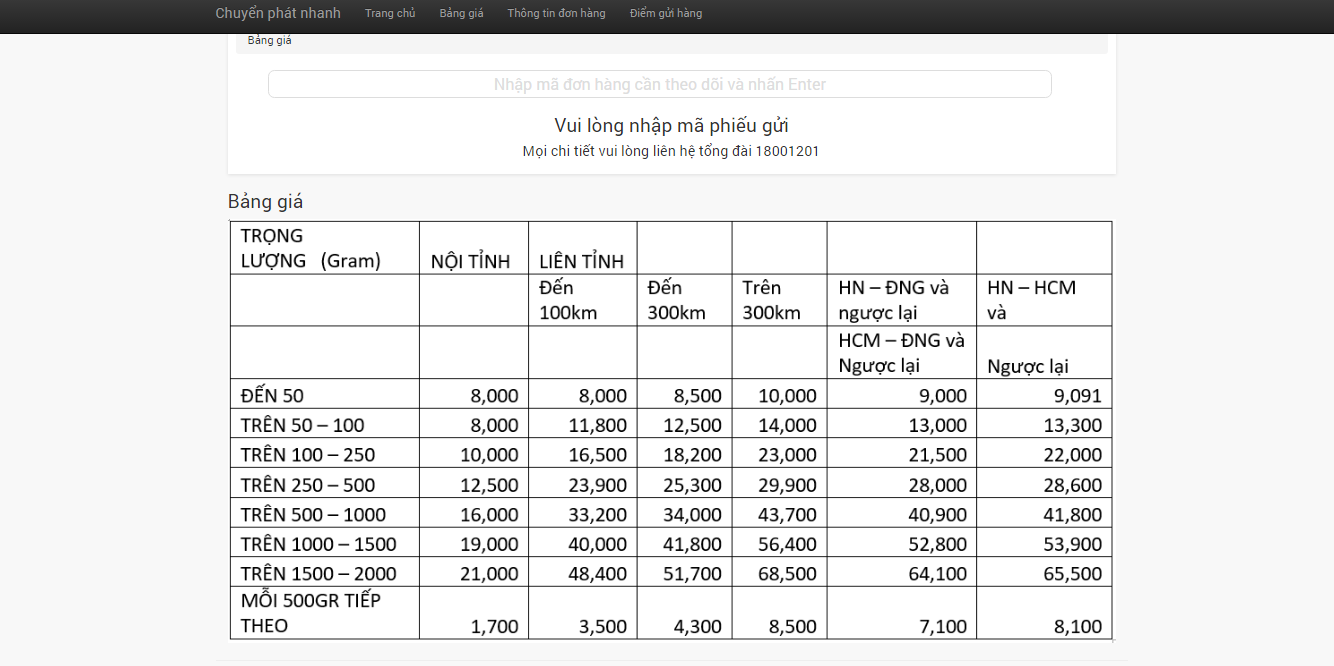 Chuyển phát nhanh Trang chủ Bảng giá Thông tin đơn hàng Điểm gửi hàng
Bảng giá
Nhập mã đơn hàng cần theo dõi và nhấn Enter
Vui lòng nhập mã phiếu gửi
Mọi chi tiết vui lòng liên hệ tổng đài 18001201
Bảng giá
TRỌNG
LƯỢNG (Gram) NỘI TỈNH LIÊN TỈNH
Đến Đến Trên HN – ĐNG và HN – HCM
100km 300km 300km ngược lại và
HCM – ĐNG và
Ngược lại Ngược lại
ĐẾN 50 8,000 8,000 8,500 10,000 9,000 9,091
TRÊN 50 – 100 8,000 11,800 12,500 14,000 13,000 13,300
TRÊN 100 – 250 10,000 16,500 18,200 23,000 21,500 22,000
TRÊN 250 – 500 12,500 23,900 25,300 29,900 28,000 28,600
TRÊN 500 – 1000 16,000 33,200 34,000 43,700 40,900 41,800
TRÊN 1000 – 1500 19,000 40,000 41,800 56,400 52,800 53,900
TRÊN 1500 – 2000 21,000 48,400 51,700 68,500 64,100 65,500
MỖI 500GR TIẾP
THEO 1,700 3,500 4,300 8,500 7,100 8,100